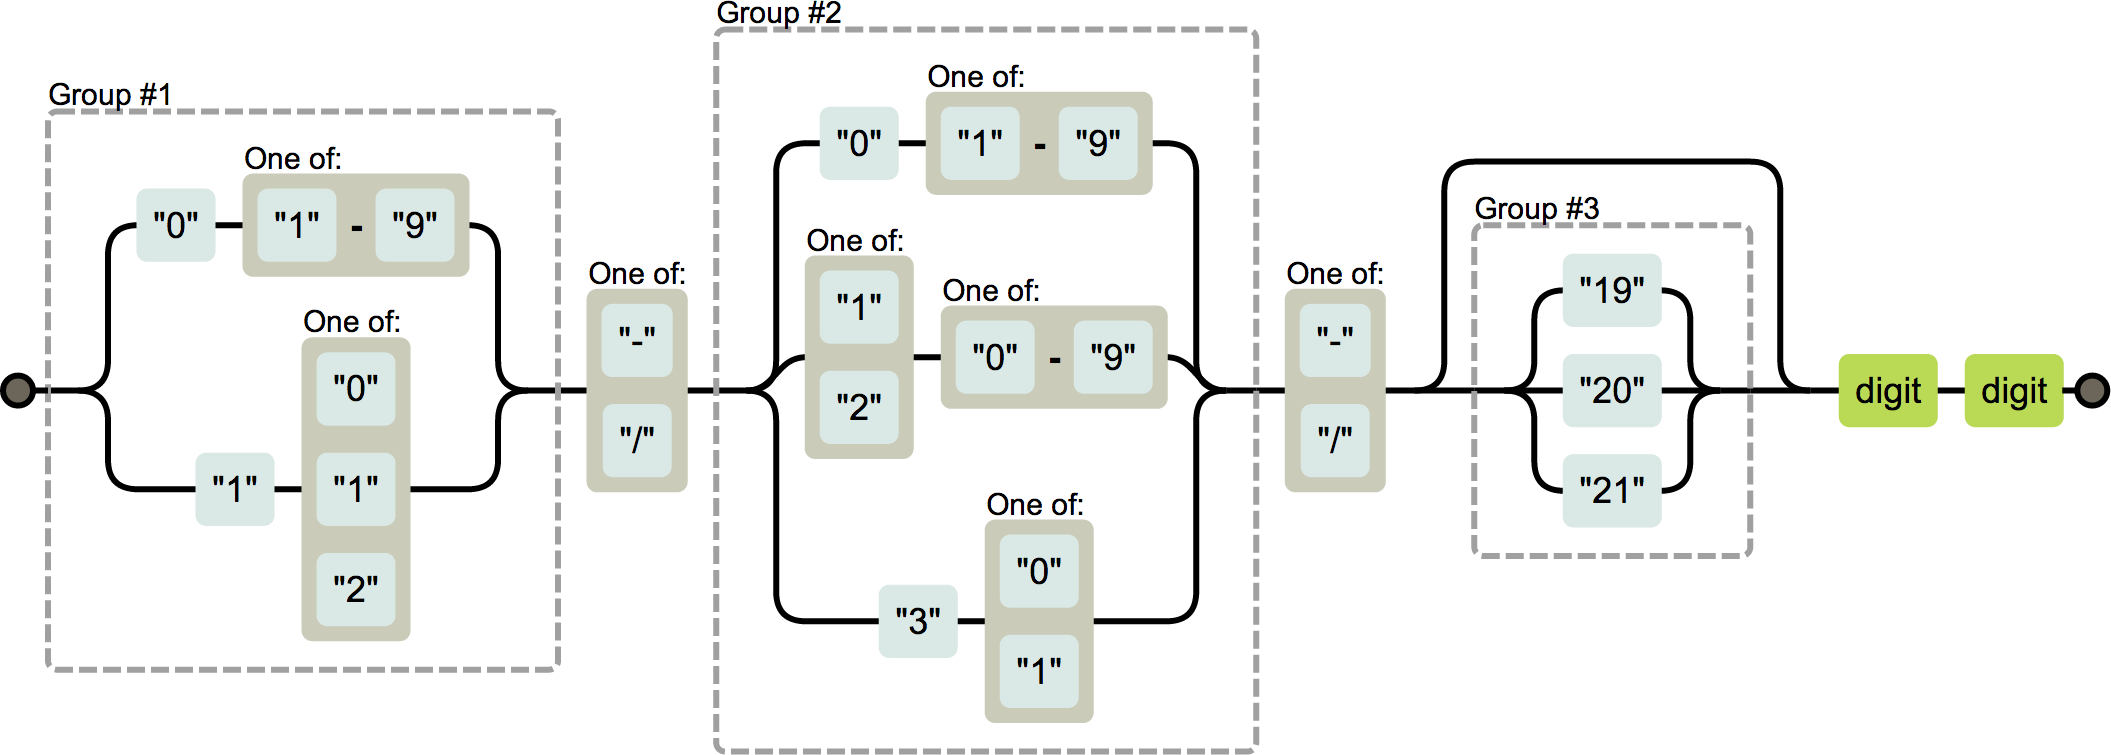 Group #1
One of:
"0" "1" - "9"
One of:
"0"
"1" "1"
"2"
One of:
"-"
"/"
Group #2
One of:
"0" "1" - "9"
One of:
"1"
"2"
One of:
"0" - "9"
One of:
"3" "0"
"1"
One of:
"-"
"/"
Group #3
"19"
"20"
"21"
digit digit